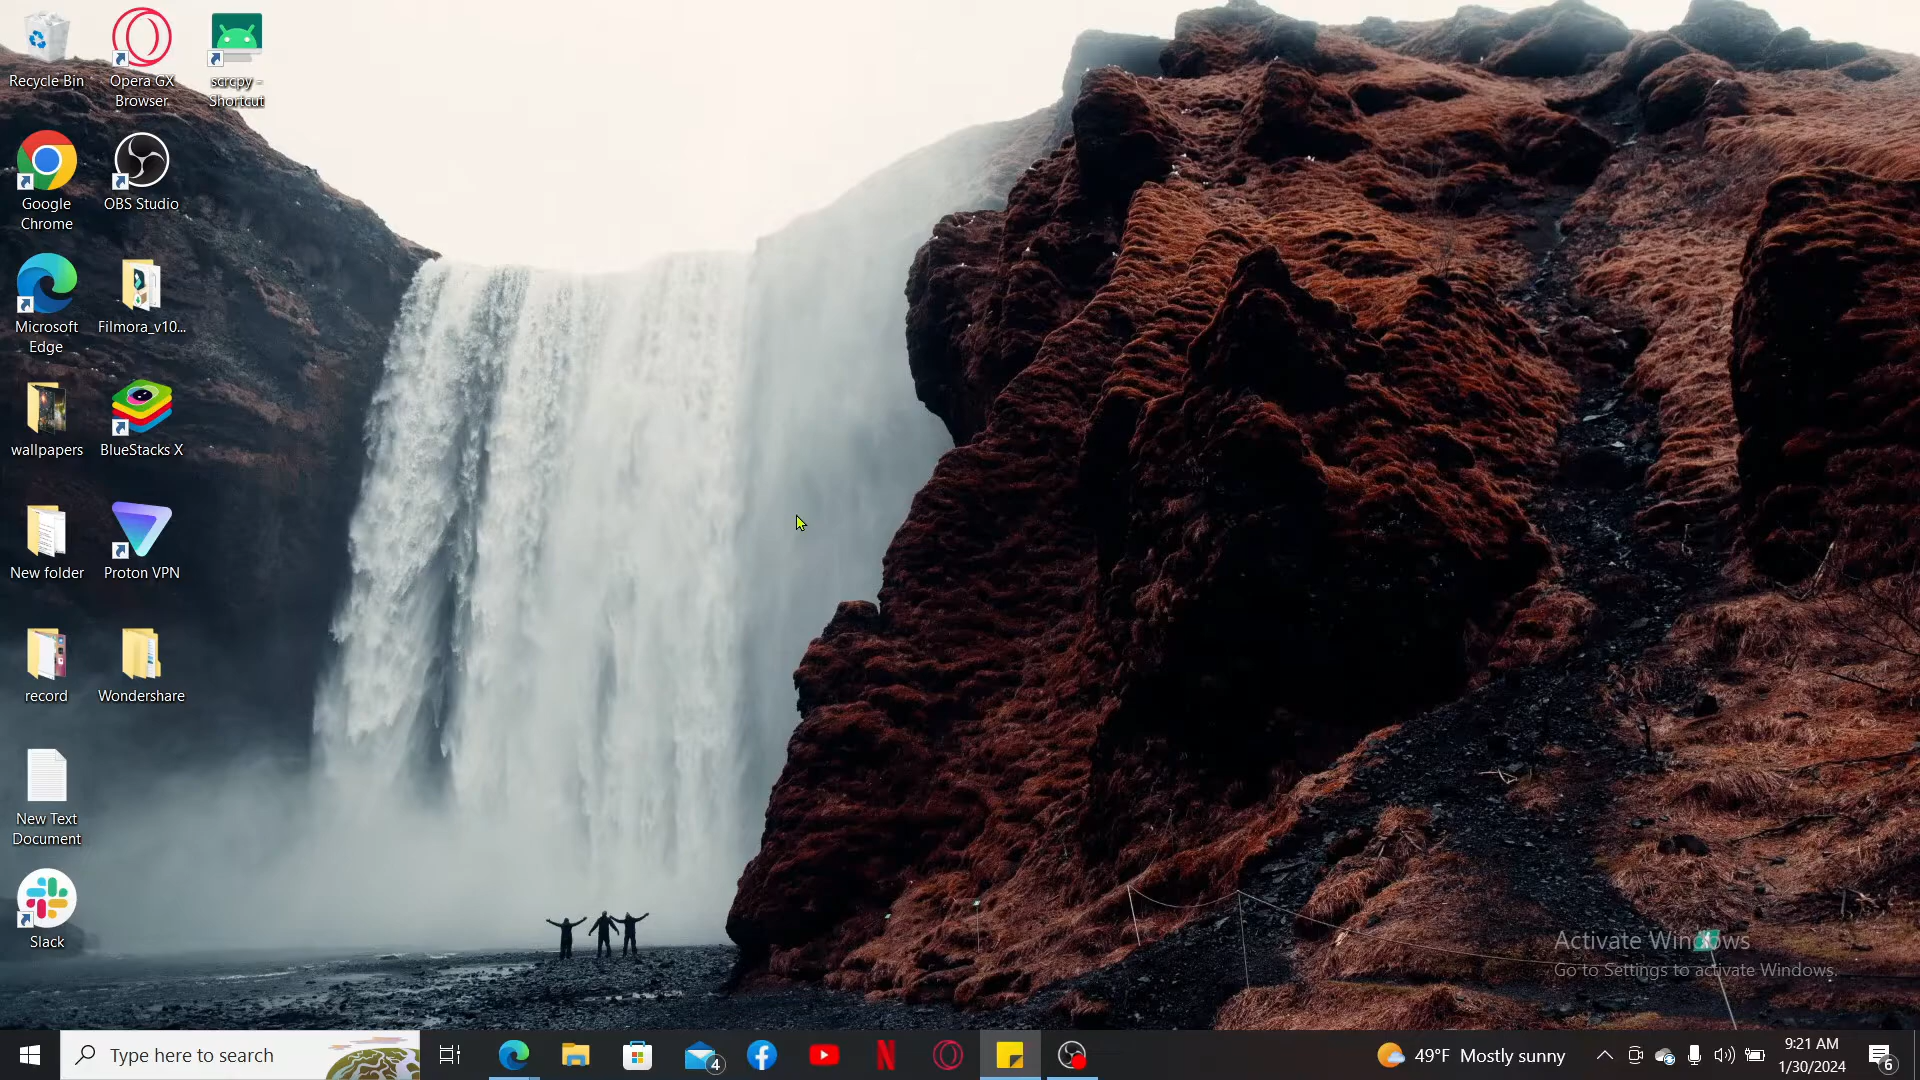 Recycle Bin
Opera GX
Browser
scrcpy -
Shortcut
Google
Chrome
OBS Studio
Microsoft
Edge
Filmora_v10...
wallpapers
BlueStacks X
New folder
Proton VPN
record
Wondershare
New Text
Document
Slack
Activate Windows
Go to Settings to activate Windows.
Type here to search
4
49°F Mostly sunny
9:21 AM
1/30/2024
6